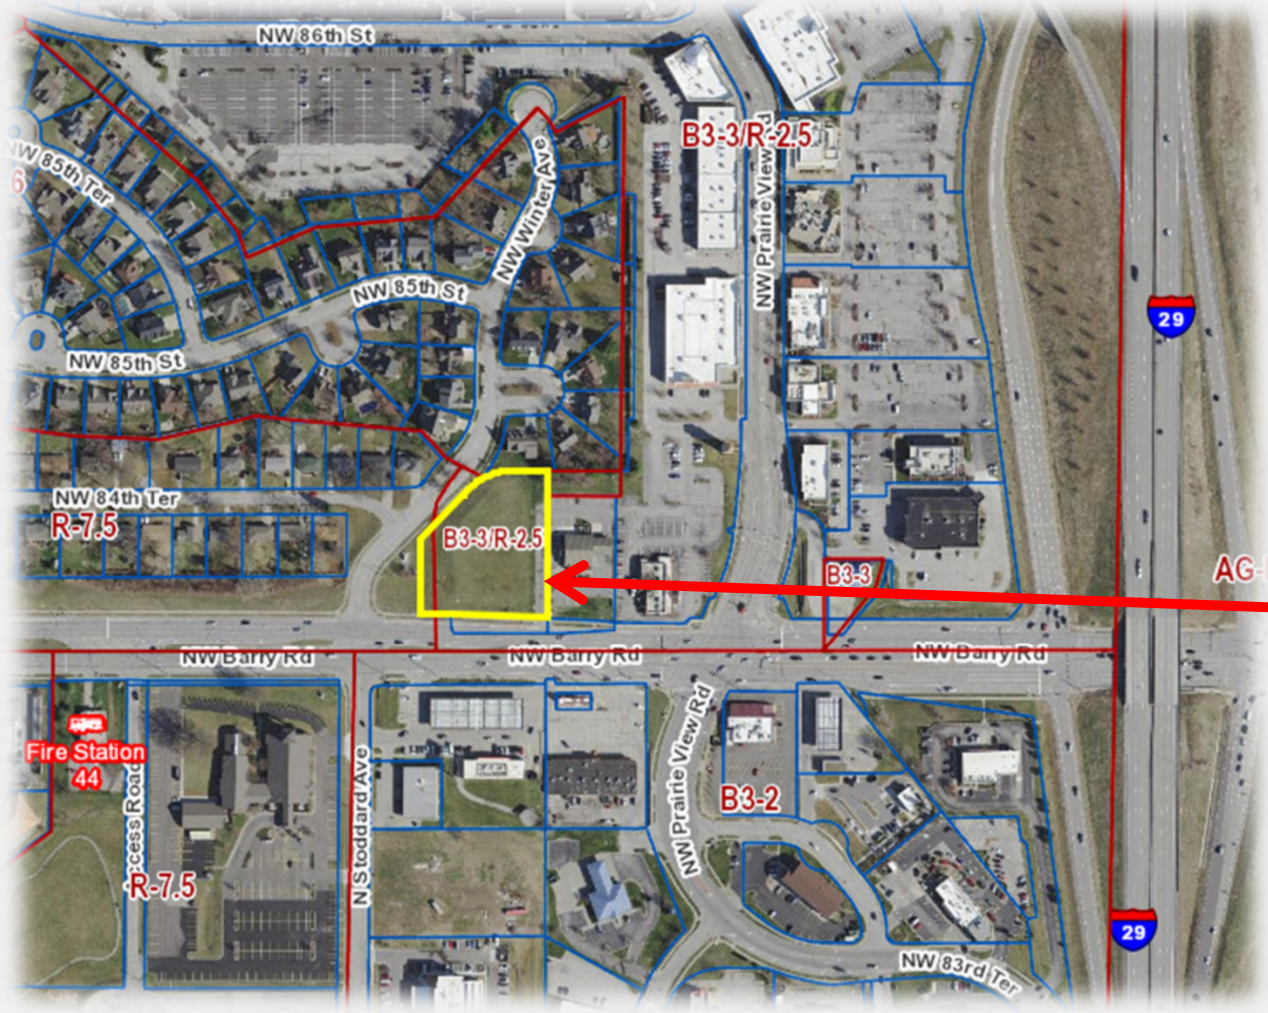 NW 86th St
B3-3/R-2.5
NW 85th Ter
6
NW Winter Ave
NW Prairie View Rd
NW 85th St
29
NW 85th St
NW 84th Ter
R-7.5
B3-3/R-2.5
B3-3
AG-
NW Barry Rd
NW Barry Rd
NW Barry Rd
Fire Station
44
Access Road
N Stoddard Ave
NW Prairie View Rd
B3-2
R-7.5
29
NW 83rd Ter